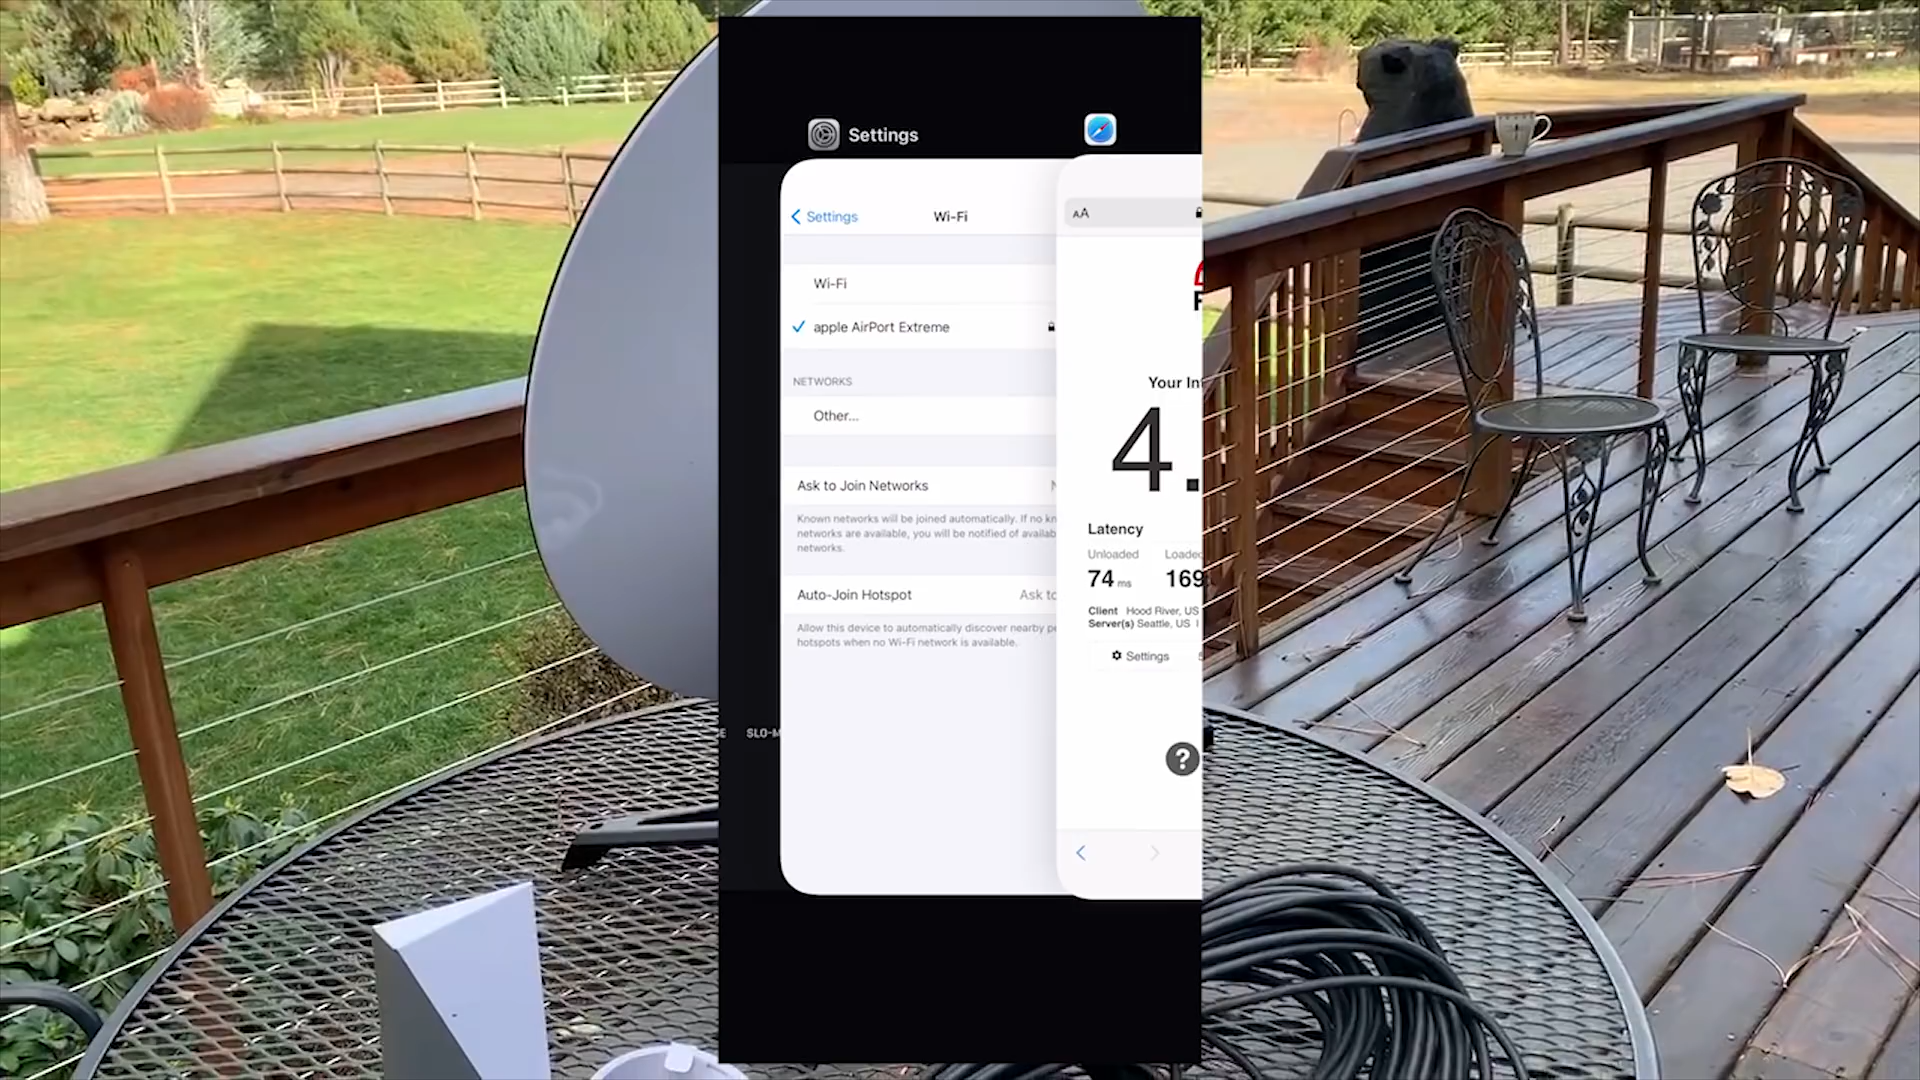 Settings
Settings
Wi-Fi
Wi-Fi
apple AirPort Extreme
NETWORKS
Other...
Ask to Join Networks
Known networks will be joined automatically. If no
networks are available, you will be notified of
networks.
Auto-Join Hotspot
Ask to
Allow this device to automatically discover nearby
hotspots when no Wi-Fi network is available.
SLO-M
AA
Your
4.
Latency
Unloaded
Loaded
74 ms
169
Client Hood River, US
Server(s) Seattle, US |
Settings
?